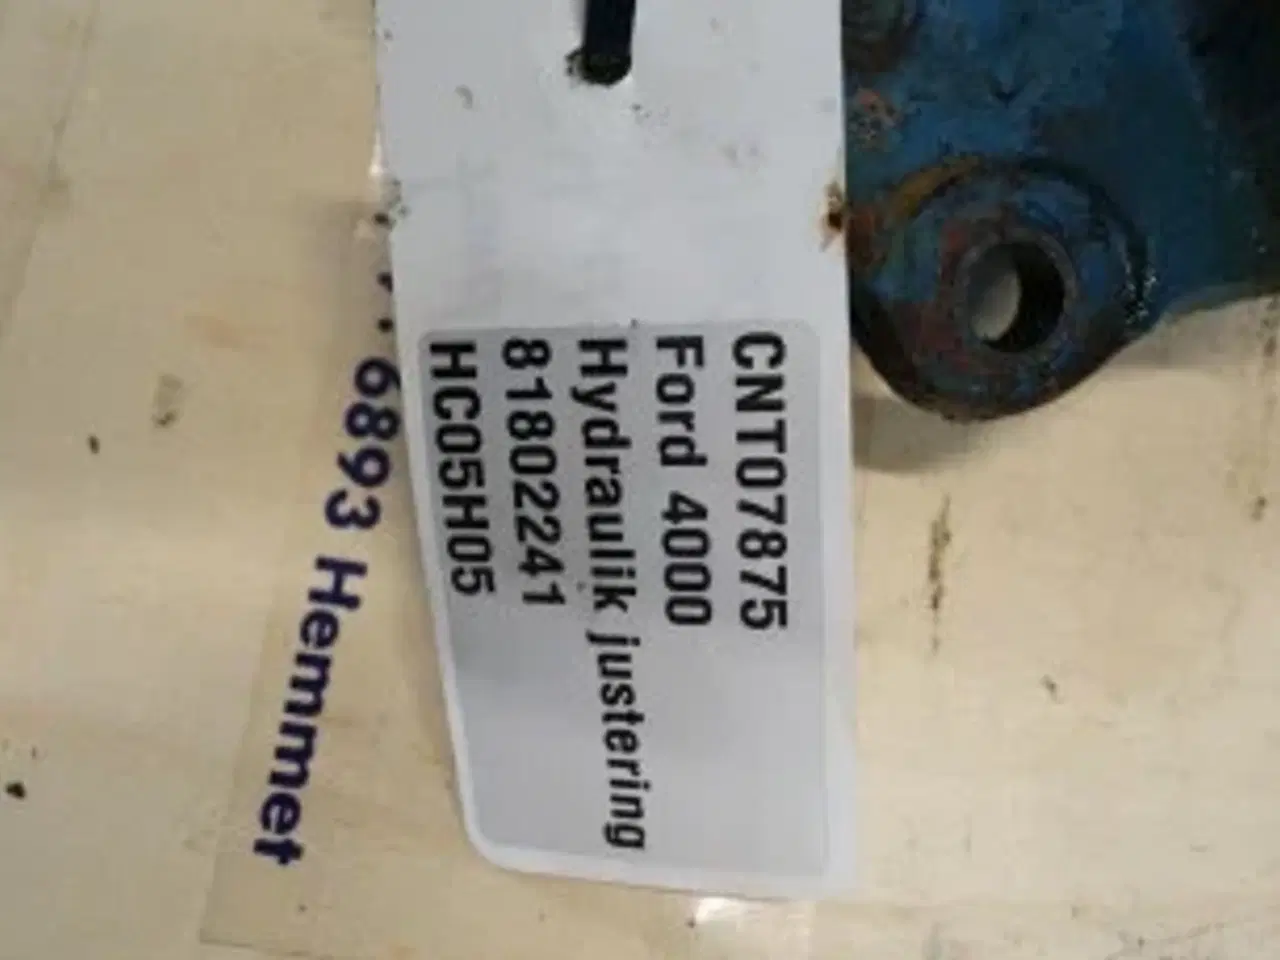 CNT07875
Ford 4000
Hydraulik justering
81802241
HC05H05
6893 Hemmet